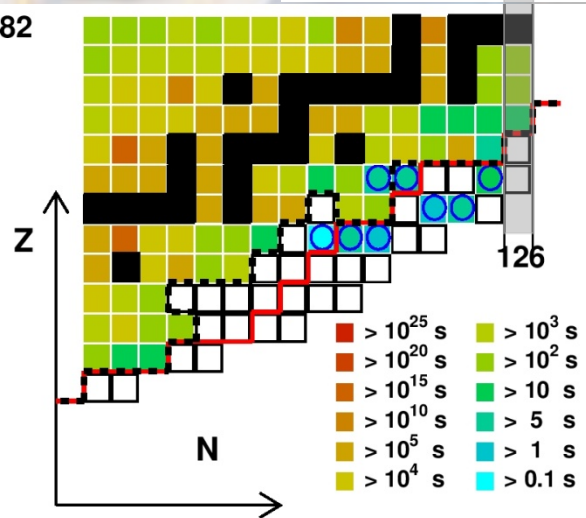 82
Z
126
N
> 10²⁵ s
> 10²⁰ s
> 10¹⁵ s
> 10¹⁰ s
> 10⁵ s
> 10⁴ s
> 10³ s
> 10² s
> 10 s
> 5 s
> 1 s
> 0.1 s